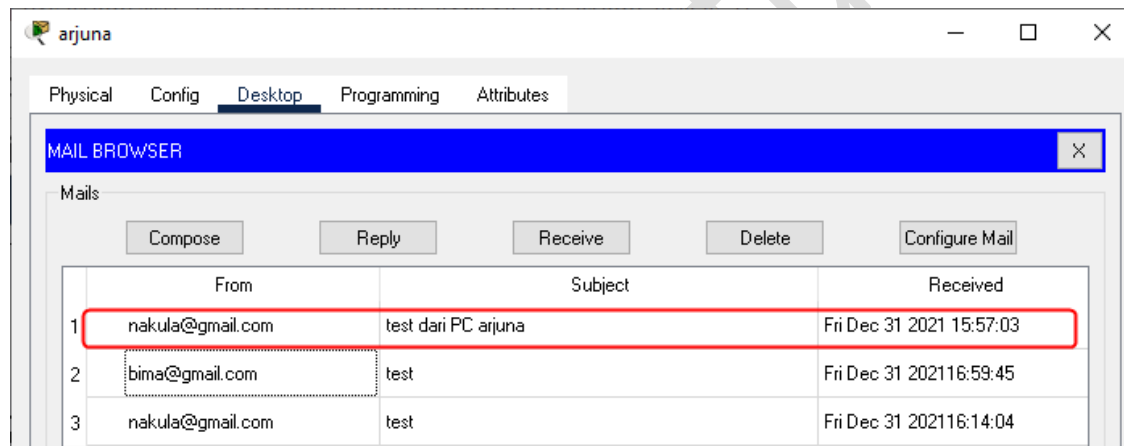 arjuna
Physical Config Desktop Programming Attributes
MAIL BROWSER X
Mails
Compose Reply Receive Delete Configure Mail
From Subject Received
1 nakula@gmail.com test dari PC arjuna Fri Dec 31 2021 15:57:03
2 bima@gmail.com test Fri Dec 31 202116:59:45
3 nakula@gmail.com test Fri Dec 31 202116:14:04